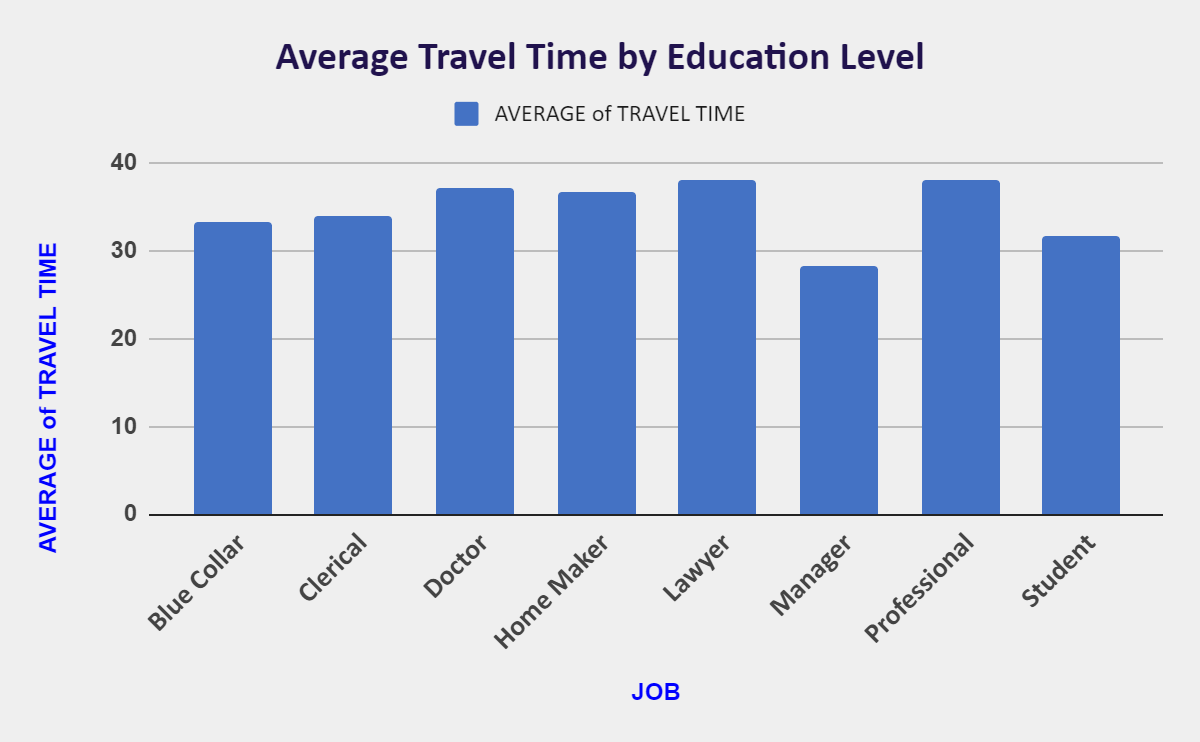 Average Travel Time by Education Level
AVERAGE of TRAVEL TIME
AVERAGE of TRAVEL TIME
40
30
20
10
0
Blue Collar
Clerical
Doctor
Home Maker
Lawyer
Manager
Professional
Student
JOB